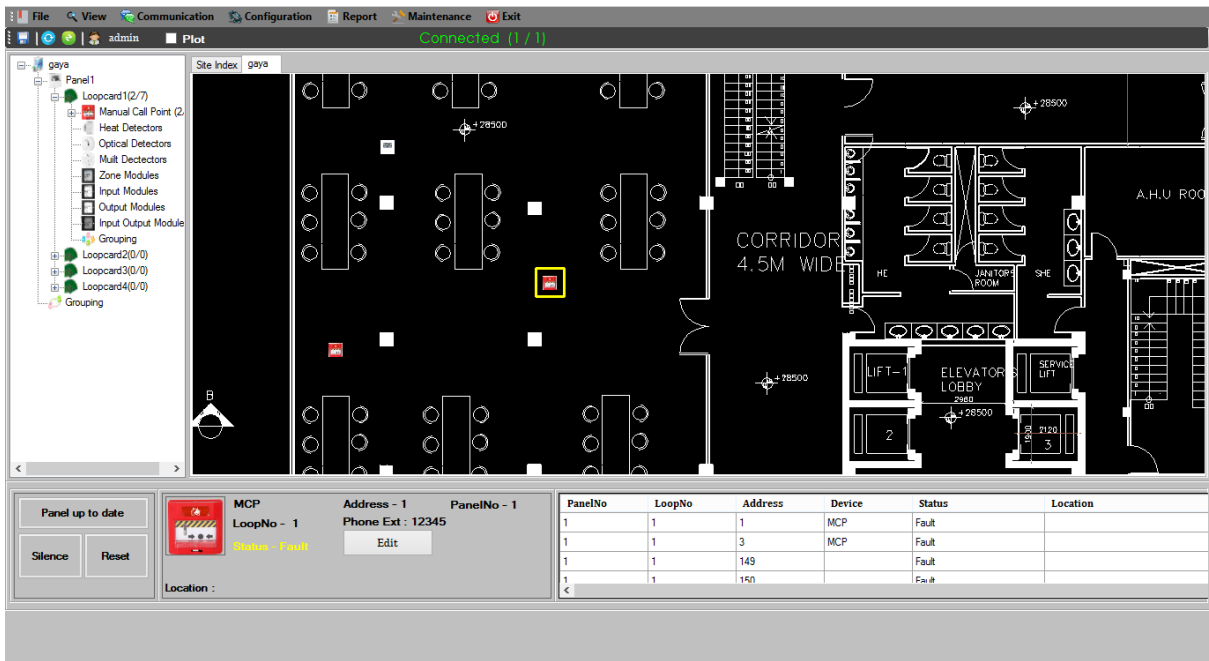 File View Communication Configuration Report Maintenance Exit
admin Plot Connected (1 / 1)
gaya
Panel1
Loopcard1(2/7)
Manual Call Point (2
Heat Detectors
Optical Detectors
Mult Dectectors
Zone Modules
Input Modules
Output Modules
Input Output Module
Grouping
Loopcard2(0/0)
Loopcard3(0/0)
Loopcard4(0/0)
Grouping
Site Index gaya
+28500
+28500
A.H.U ROO
CORRIDOR
4.5M WIDE
HE
JANITORS
ROOM
SHE
+28500
LIFT-1
ELEVATORS
LOBBY
2980
SERVICE
LIFT
B
+28500
2
1900
2120
3
Panel up to date
Silence Reset
MCP Address - 1 PanelNo - 1
LoopNo - 1 Phone Ext : 12345
Status - Fault Edit
Location :
PanelNo LoopNo Address Device Status Location
1 1 1 MCP Fault
1 1 3 MCP Fault
1 1 149 Fault
1 1 150 Fault